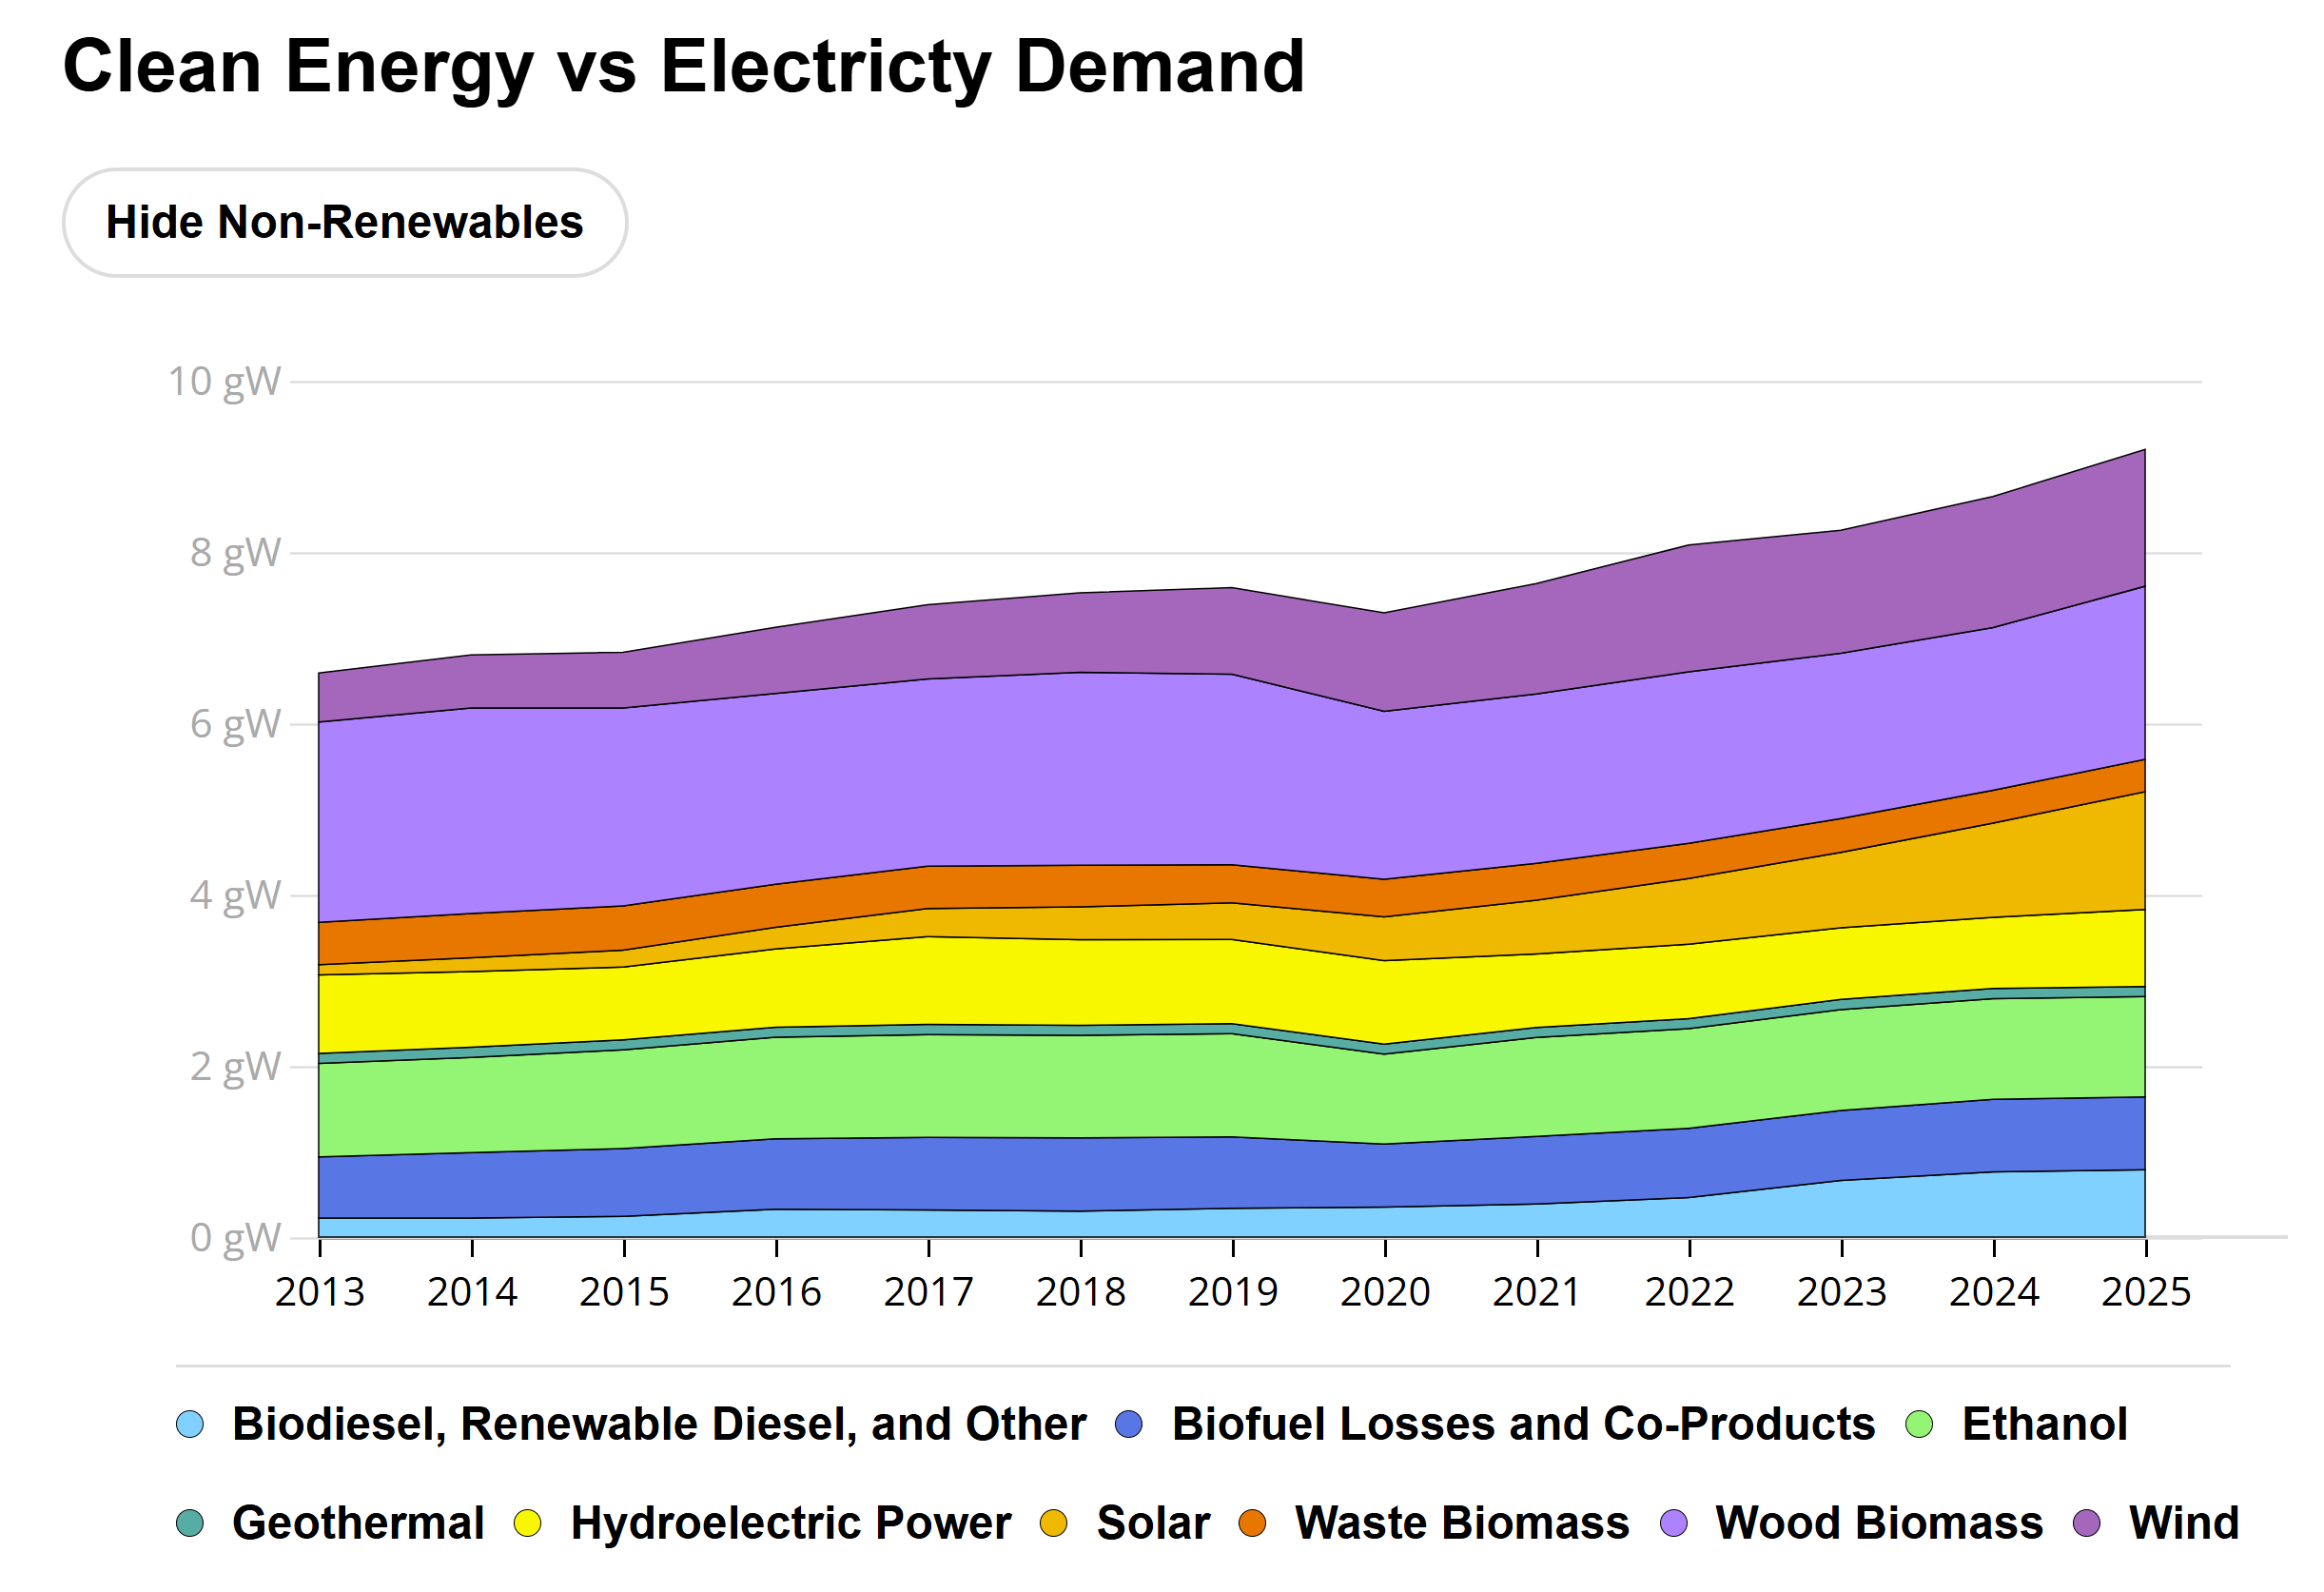 Clean Energy vs Electricty Demand
Hide Non-Renewables
10 gW
8 gW
6 gW
4 gW
2 gW
0 gW
2013 2014 2015 2016 2017 2018 2019 2020 2021 2022 2023 2024 2025
Biodiesel, Renewable Diesel, and Other Biofuel Losses and Co-Products Ethanol
Geothermal Hydroelectric Power Solar Waste Biomass Wood Biomass Wind